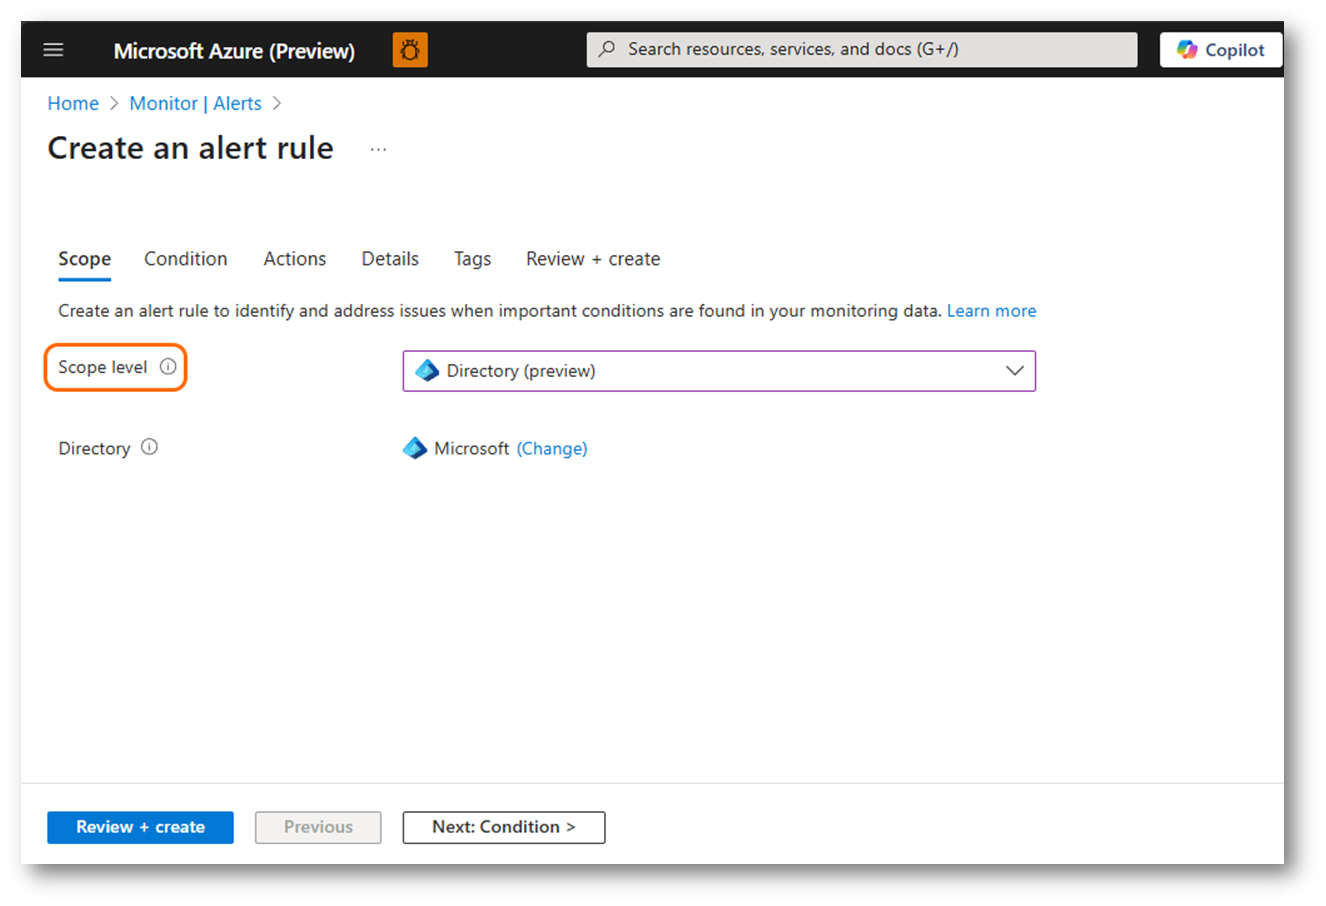 Microsoft Azure (Preview)
Search resources, services, and docs (G+/)
Copilot
Home > Monitor | Alerts >
Create an alert rule ...
Scope Condition Actions Details Tags Review + create
Create an alert rule to identify and address issues when important conditions are found in your monitoring data. Learn more
Scope level
Directory (preview)
Directory
Microsoft (Change)
Review + create
Previous
Next: Condition >